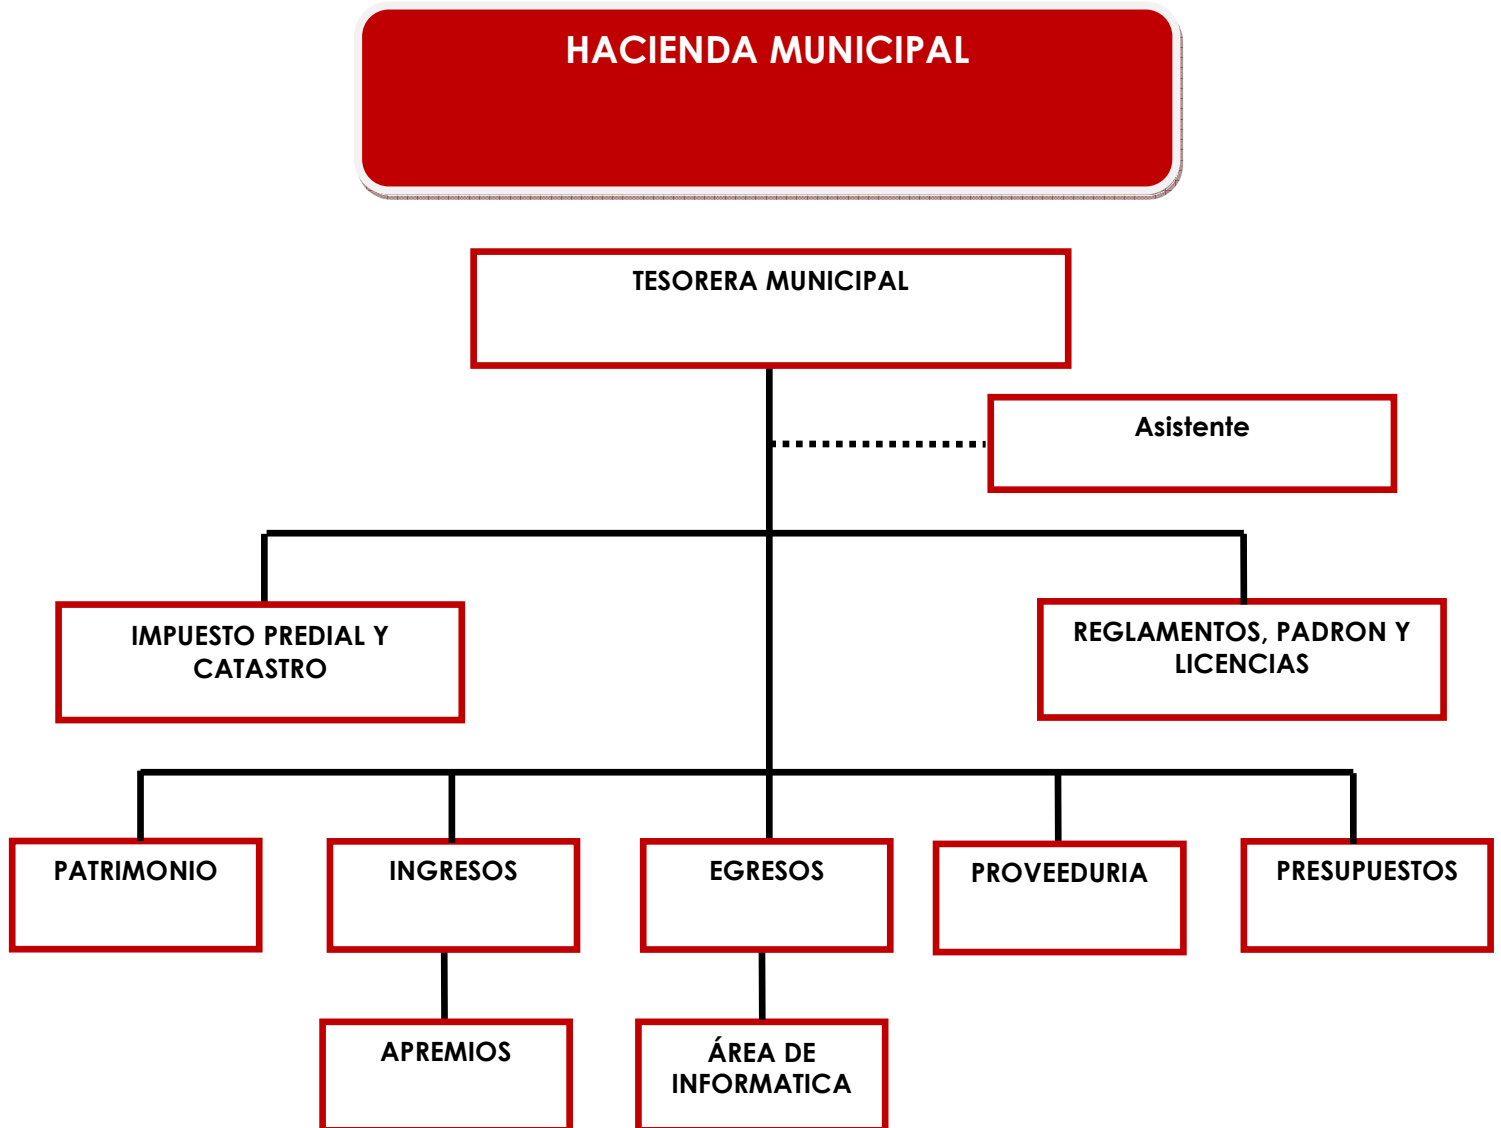 HACIENDA MUNICIPAL
TESORERA MUNICIPAL
Asistente
IMPUESTO PREDIAL Y
CATASTRO
REGLAMENTOS, PADRON Y
LICENCIAS
PATRIMONIO
INGRESOS
EGRESOS
PROVEEDURIA
PRESUPUESTOS
APREMIOS
ÁREA DE
INFORMATICA